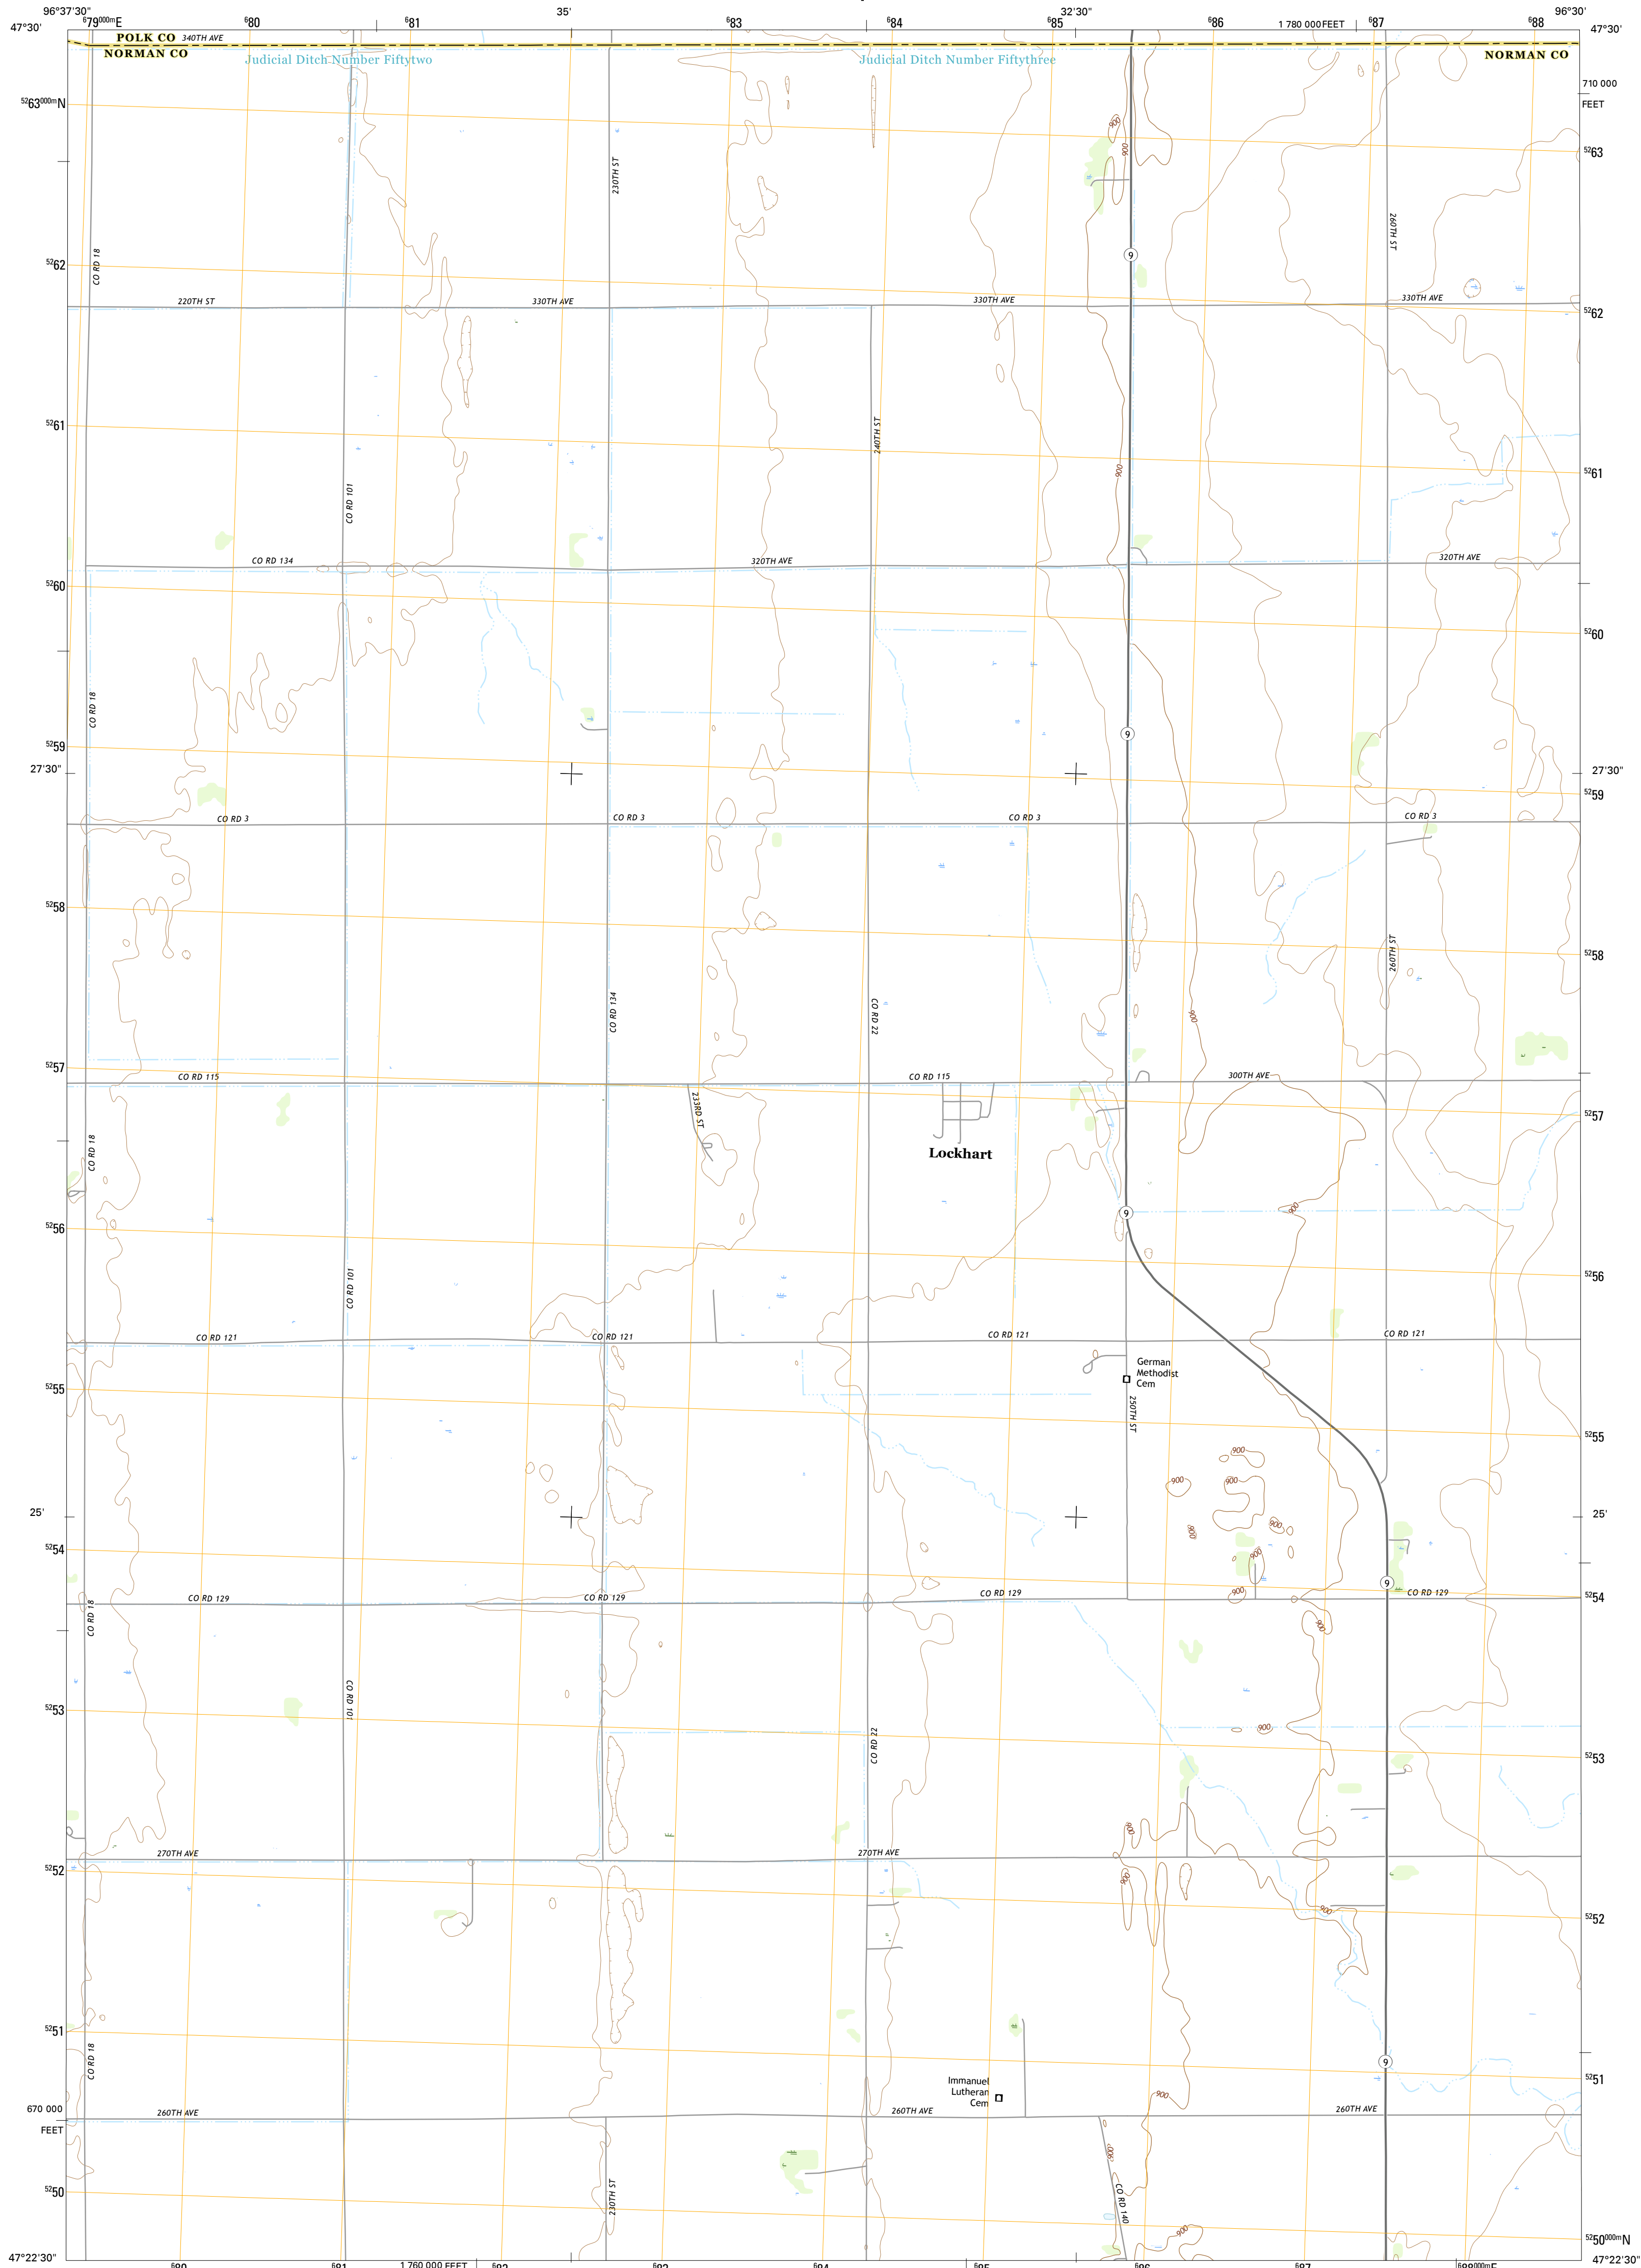 96°37'30"
679000mE
680
681
35'
683
684
685
32'30"
686
1 780 000 FEET
687
688
96°30'
47°30'
47°30'
POLK CO
340TH AVE
NORMAN CO
Judicial Ditch Number Fiftytwo
Judicial Ditch Number Fiftythree
NORMAN CO
710 000
FEET
5263000mN
900
900
5263
230TH ST
260TH ST
CO RD 18
9
5262
220TH ST
330TH AVE
330TH AVE
330TH AVE
5262
5261
240TH ST
900
5261
CO RD 101
CO RD 134
320TH AVE
320TH AVE
5260
5260
CO RD 18
9
5259
27'30"
27'30"
5259
CO RD 3
CO RD 3
CO RD 3
CO RD 3
5258
260TH ST
5258
CO RD 134
CO RD 22
900
5257
CO RD 115
CO RD 115
300TH AVE
233RD ST
5257
CO RD 18
Lockhart
900
9
5256
CO RD 101
5256
CO RD 121
CO RD 121
CO RD 121
CO RD 121
German
Methodist
Cem
5255
250TH ST
5255
900
900
900
25'
25'
900
900
5254
900
9
900
CO RD 129
CO RD 129
CO RD 129
CO RD 129
5254
CO RD 18
900
CO RD 101
5253
900
CO RD 22
5253
900
270TH AVE
270TH AVE
5252
900
900
5252
5251
CO RD 18
9
5251
Immanuel
Lutheran
Cem
900
670 000
FEET
260TH AVE
260TH AVE
260TH AVE
900
5250
230TH ST
CO RD 140
900
5250000mN
47°22'30"
47°22'30"
1 760 000 FEET